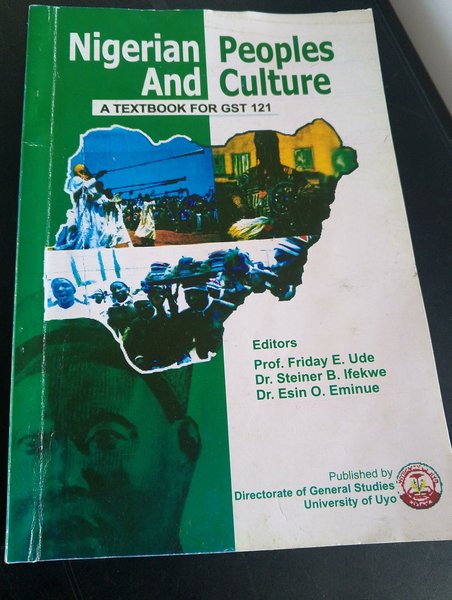 Nigerian Peoples
And Culture
A TEXTBOOK FOR GST 121
Editors
Prof. Friday E. Ude
Dr. Steiner B. Ifekwe
Dr. Esin O. Eminue
Published by
Directorate of General Studies
University of Uyo